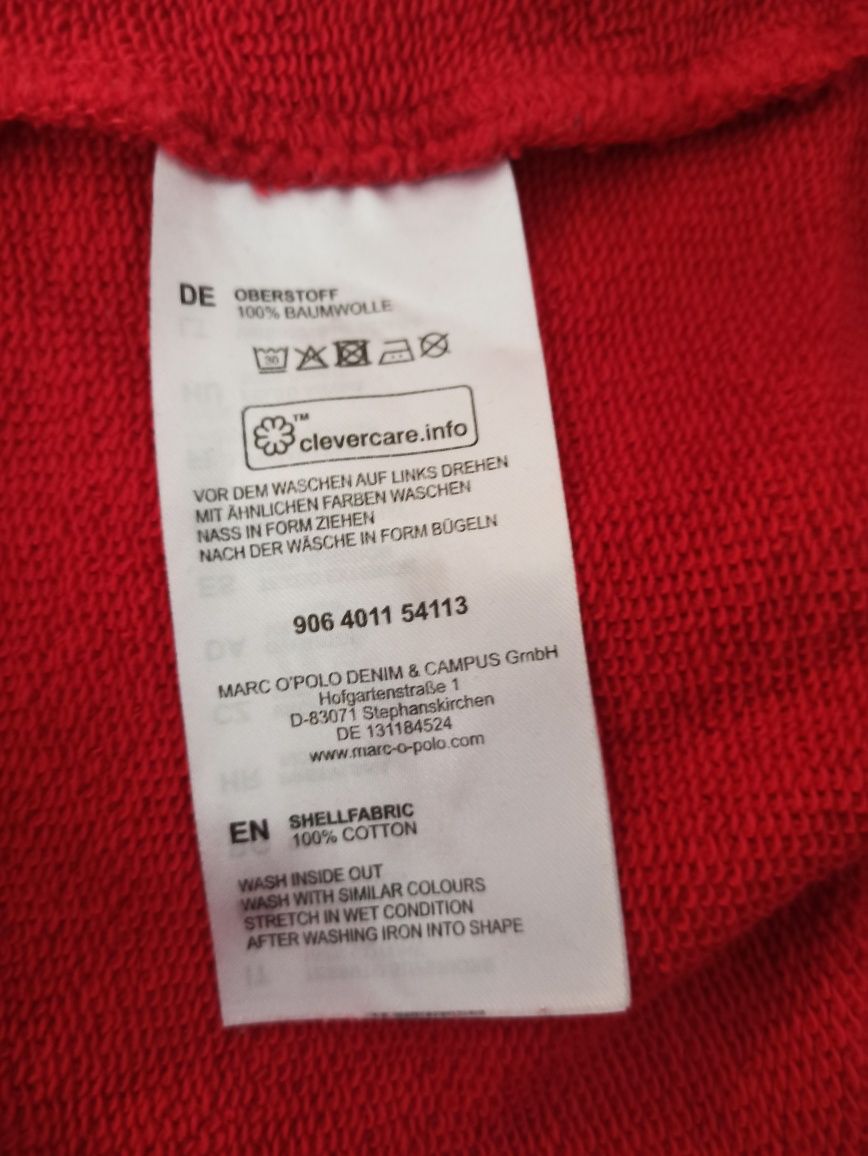 DE OBERSTOFF
100% BAUMWOLLE
30
™
clevercare.info
VOR DEM WASCHEN AUF LINKS DREHEN
MIT ÄHNLICHEN FARBEN WASCHEN
NASS IN FORM ZIEHEN
NACH DER WÄSCHE IN FORM BÜGELN
906 4011 54113
MARC O'POLO DENIM & CAMPUS GmbH
Hofgartenstraße 1
D-83071 Stephanskirchen
DE 131184524
www.marc-o-polo.com
EN SHELLFABRIC
100% COTTON
WASH INSIDE OUT
WASH WITH SIMILAR COLOURS
STRETCH IN WET CONDITION
AFTER WASHING IRON INTO SHAPE